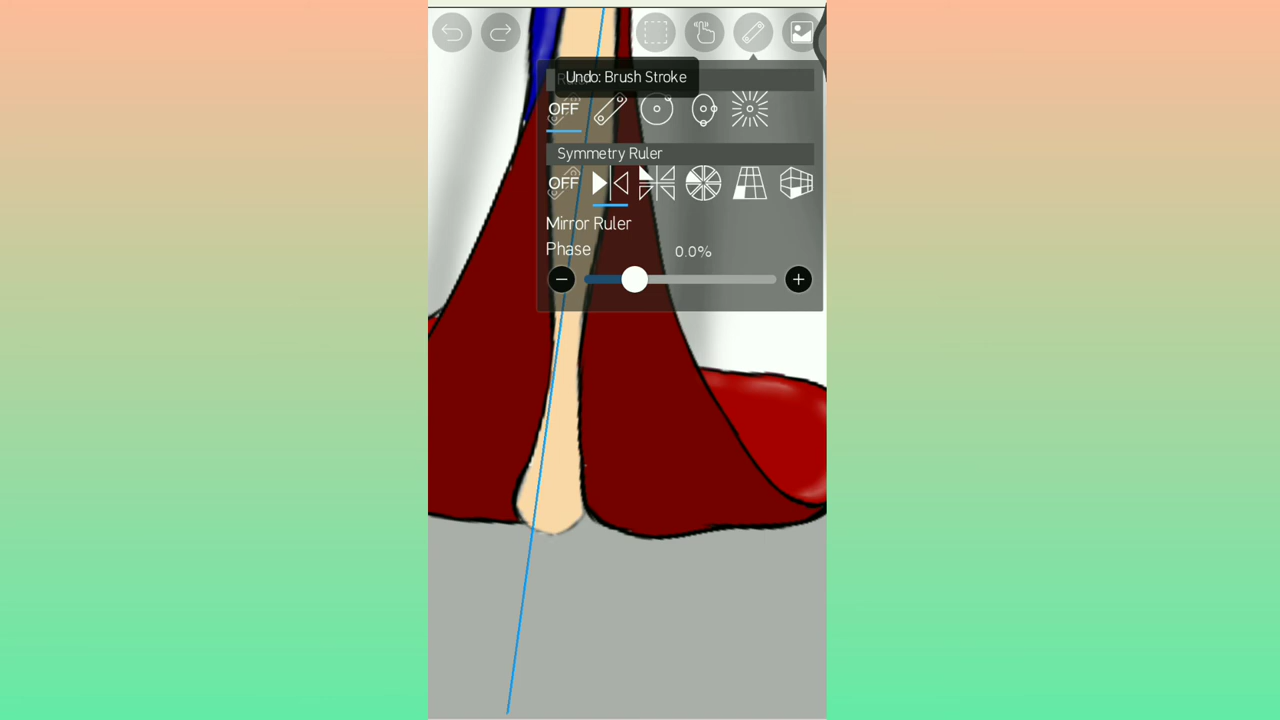 Undo: Brush Stroke
OFF
Symmetry Ruler
OFF
Mirror Ruler
Phase 0.0%